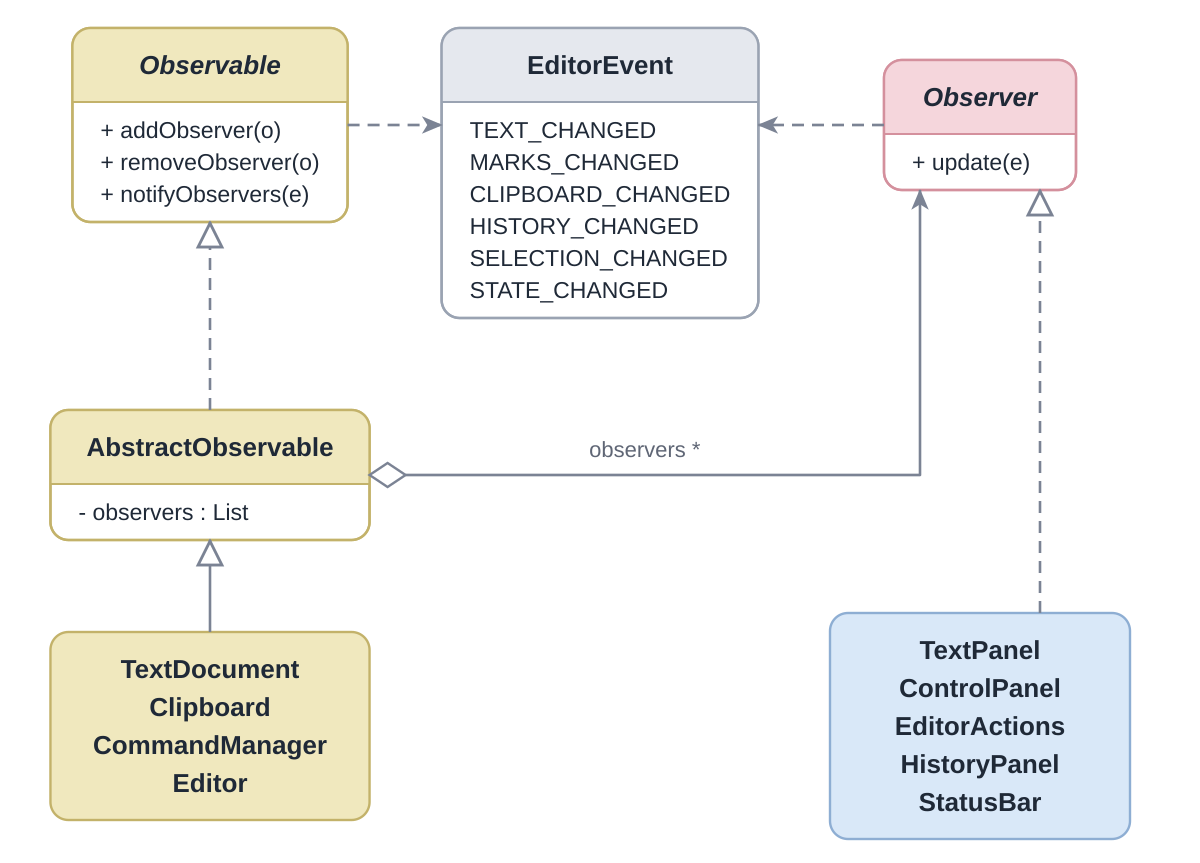 Observable
+ addObserver(o)
+ removeObserver(o)
+ notifyObservers(e)
EditorEvent
TEXT_CHANGED
MARKS_CHANGED
CLIPBOARD_CHANGED
HISTORY_CHANGED
SELECTION_CHANGED
STATE_CHANGED
Observer
+ update(e)
AbstractObservable
- observers : List
observers *
TextDocument
Clipboard
CommandManager
Editor
TextPanel
ControlPanel
EditorActions
HistoryPanel
StatusBar